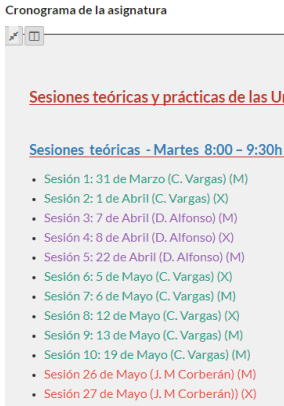 Cronograma de la asignatura
Sesiones teóricas y prácticas de las
Sesiones teóricas - Martes 8:00 – 9:30h
Sesión 1: 31 de Marzo (C. Vargas) (M)
Sesión 2: 1 de Abril (C. Vargas) (X)
Sesión 3: 7 de Abril (D. Alfonso) (M)
Sesión 4: 8 de Abril (D. Alfonso) (X)
Sesión 5: 22 de Abril (D. Alfonso) (M)
Sesión 6: 5 de Mayo (C. Vargas) (X)
Sesión 7: 6 de Mayo (C. Vargas) (M)
Sesión 8: 12 de Mayo (C. Vargas) (X)
Sesión 9: 13 de Mayo (C. Vargas) (M)
Sesión 10: 19 de Mayo (C. Vargas) (M)
Sesión 26 de Mayo (J. M Corberán) (M)
Sesión 27 de Mayo (J. M Corberán)) (X)